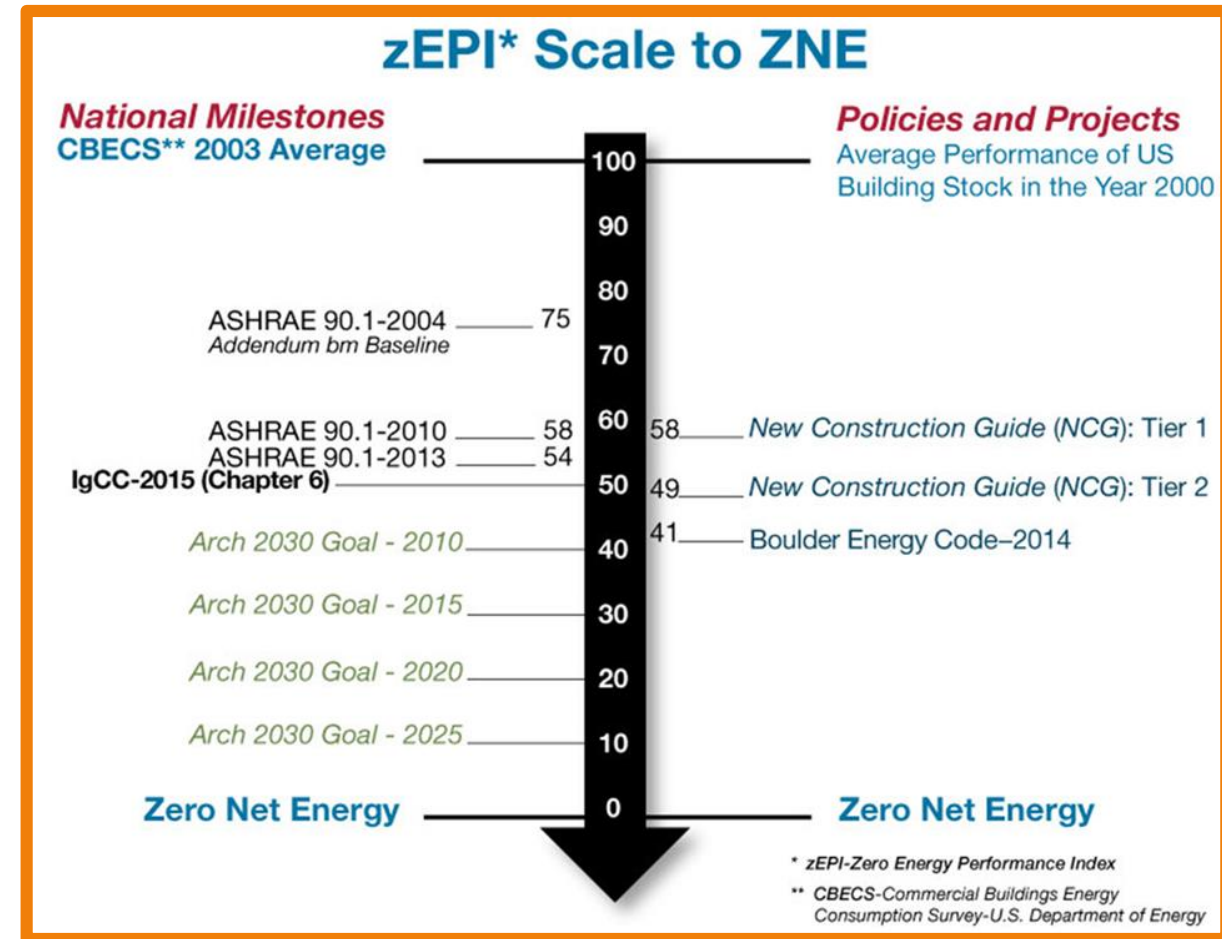 zEPI* Scale to ZNE
National Milestones
CBECS** 2003 Average
Policies and Projects
Average Performance of US
Building Stock in the Year 2000
100
90
80
70
60
50
40
30
20
10
0
ASHRAE 90.1-2004 75
Addendum bm Baseline
ASHRAE 90.1-2010 58
ASHRAE 90.1-2013 54
IgCC-2015 (Chapter 6)
Arch 2030 Goal - 2010
Arch 2030 Goal - 2015
Arch 2030 Goal - 2020
Arch 2030 Goal - 2025
Zero Net Energy
58 New Construction Guide (NCG): Tier 1
49 New Construction Guide (NCG): Tier 2
41 Boulder Energy Code–2014
Zero Net Energy
* zEPI-Zero Energy Performance Index
** CBECS-Commercial Buildings Energy
Consumption Survey-U.S. Department of Energy